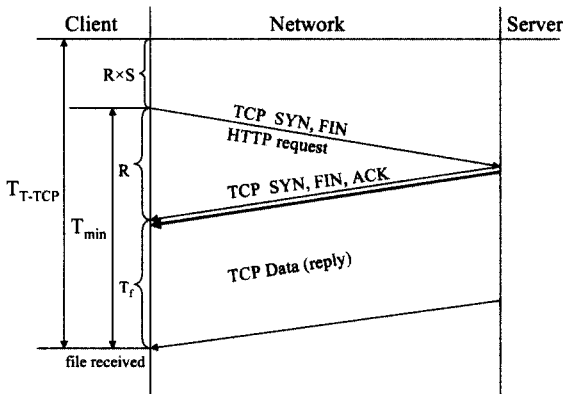 Client Network Server
R×S
TCP SYN, FIN
HTTP request
R
TCP SYN, FIN, ACK
T_T-TCP
T_min
TCP Data (reply)
T_f
file received